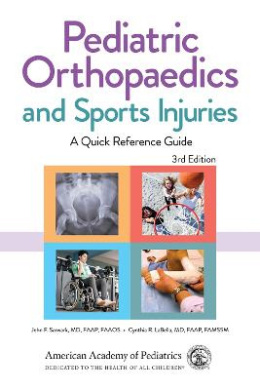 Pediatric
Orthopaedics
and Sports Injuries
A Quick Reference Guide
3rd Edition
John F. Sarwark, MD, FAAP, FAAOS • Cynthia R. LaBella, MD, FAAP, FAMSSM
American Academy of Pediatrics
DEDICATED TO THE HEALTH OF ALL CHILDREN®